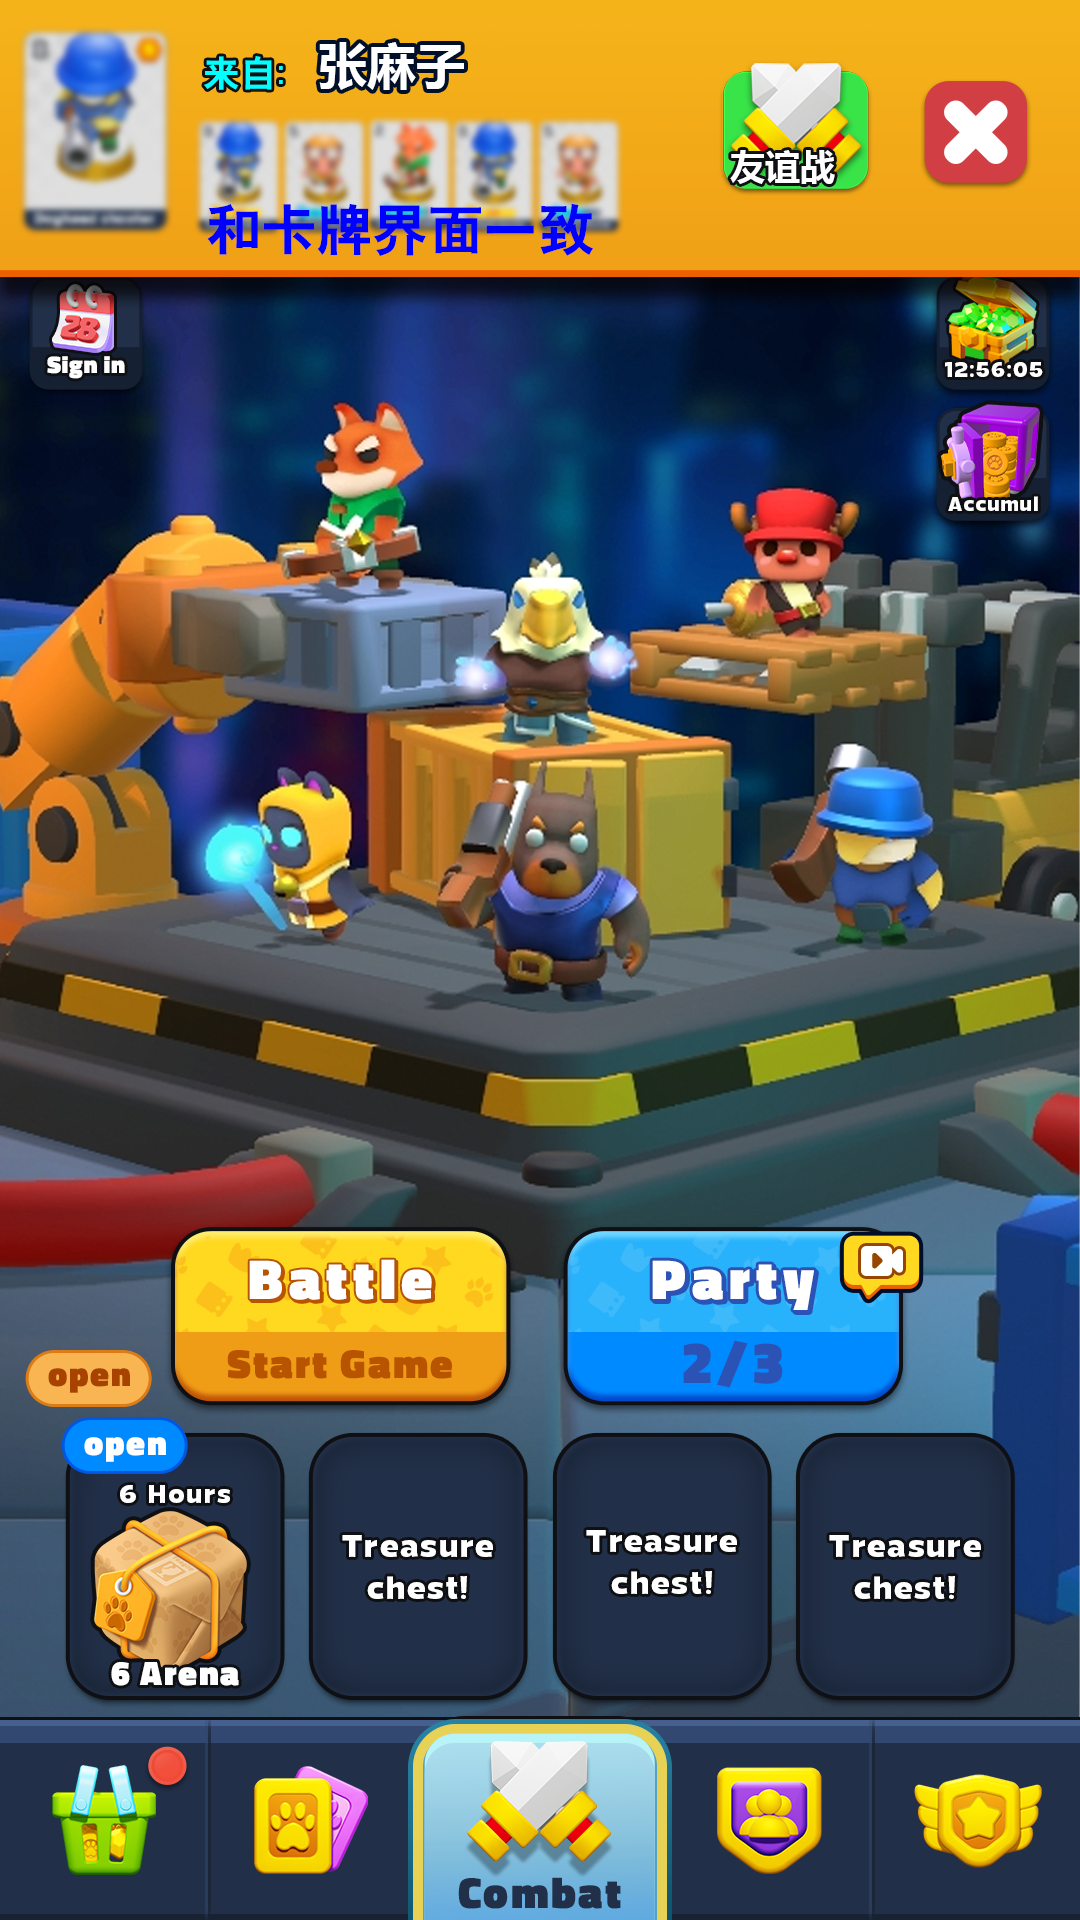 来自: 张麻子
友谊战
和卡牌界面一致
28
Sign in
12:56:05
Accumul
Battle
Start Game
Party
2/3
open
open
6 Hours
6 Arena
Treasure
chest!
Treasure
chest!
Treasure
chest!
Combat